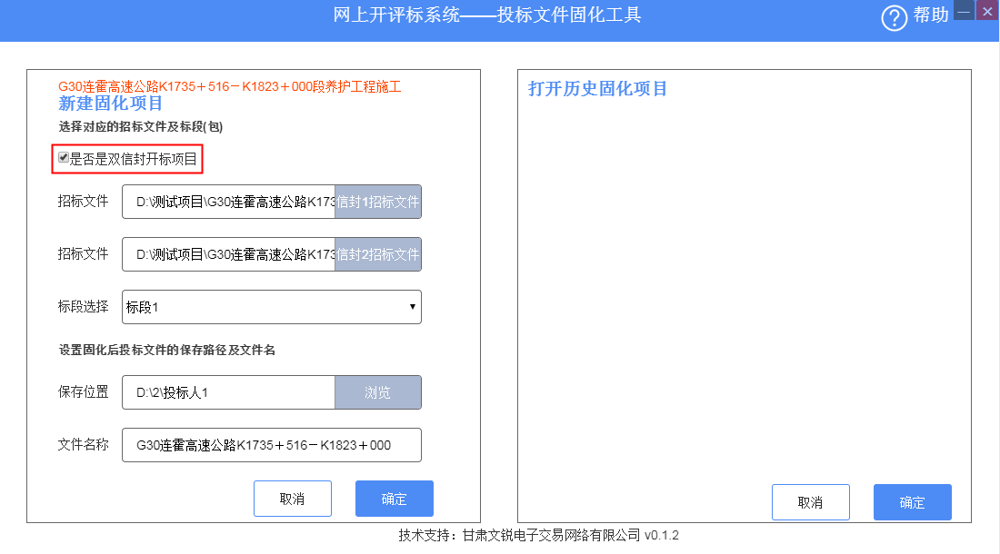 网上开评标系统——投标文件固化工具
帮助
G30连霍高速公路K1735＋516－K1823＋000段养护工程施工
新建固化项目
选择对应的招标文件及标段(包)
是否是双信封开标项目
招标文件 D:\测试项目\G30连霍高速公路K173 信封1招标文件
招标文件 D:\测试项目\G30连霍高速公路K173 信封2招标文件
标段选择 标段1
设置固化后投标文件的保存路径及文件名
保存位置 D:\2\投标人1 浏览
文件名称 G30连霍高速公路K1735＋516－K1823＋000
取消 确定
打开历史固化项目
取消 确定
技术支持：甘肃文锐电子交易网络有限公司 v0.1.2